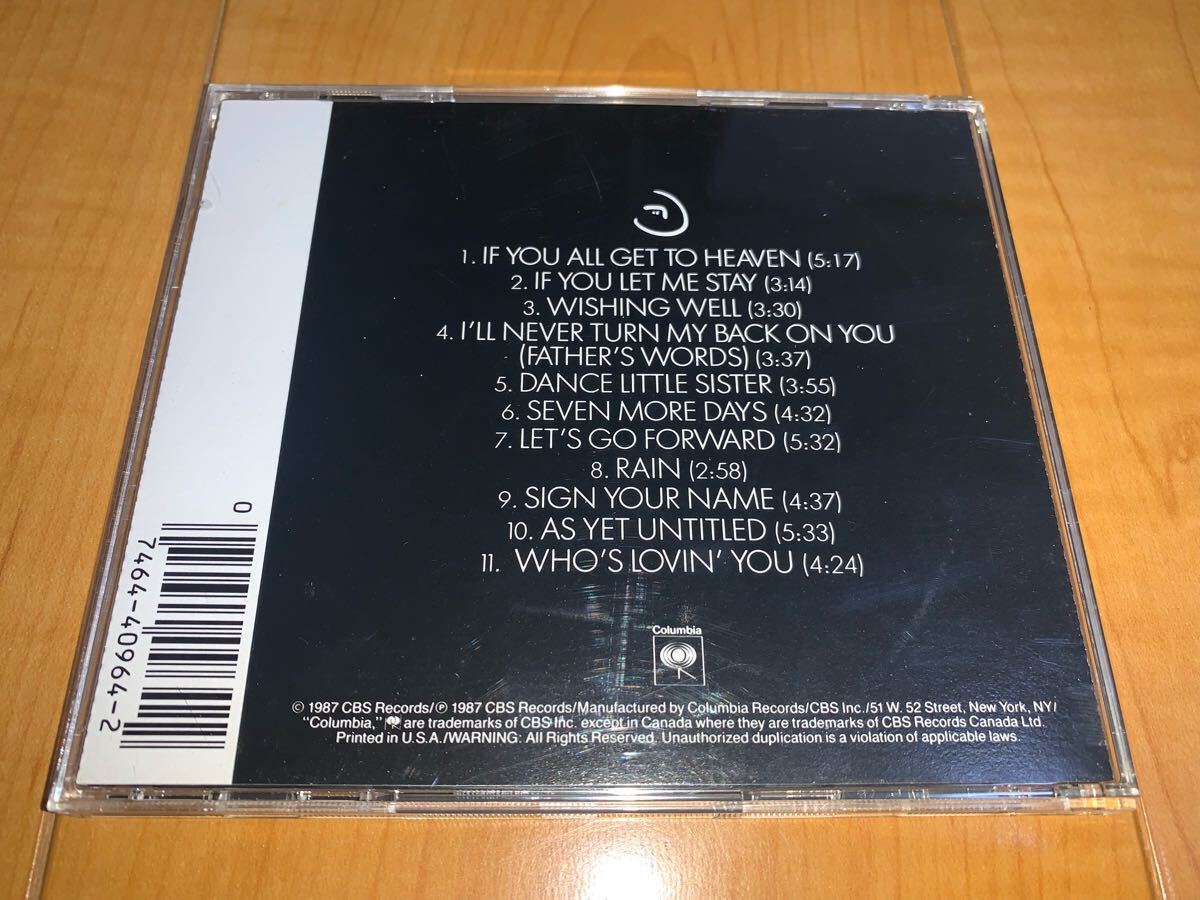 1. IF YOU ALL GET TO HEAVEN (5:17)
2. IF YOU LET ME STAY (3:14)
3. WISHING WELL (3:30)
4. I'LL NEVER TURN MY BACK ON YOU
(FATHER'S WORDS) (3:37)
5. DANCE LITTLE SISTER (3:55)
6. SEVEN MORE DAYS (4:32)
7. LET'S GO FORWARD (5:32)
8. RAIN (2:58)
9. SIGN YOUR NAME (4:37)
10. AS YET UNTITLED (5:33)
11. WHO'S LOVIN' YOU (4:24)
0
7464-40964-2
Columbia
© 1987 CBS Records/℗ 1987 CBS Records/Manufactured by Columbia Records/CBS Inc./51 W. 52 Street, New York, NY/
"Columbia," are trademarks of CBS Inc. except in Canada where they are trademarks of CBS Records Canada Ltd.
Printed in U.S.A./WARNING: All Rights Reserved. Unauthorized duplication is a violation of applicable laws.